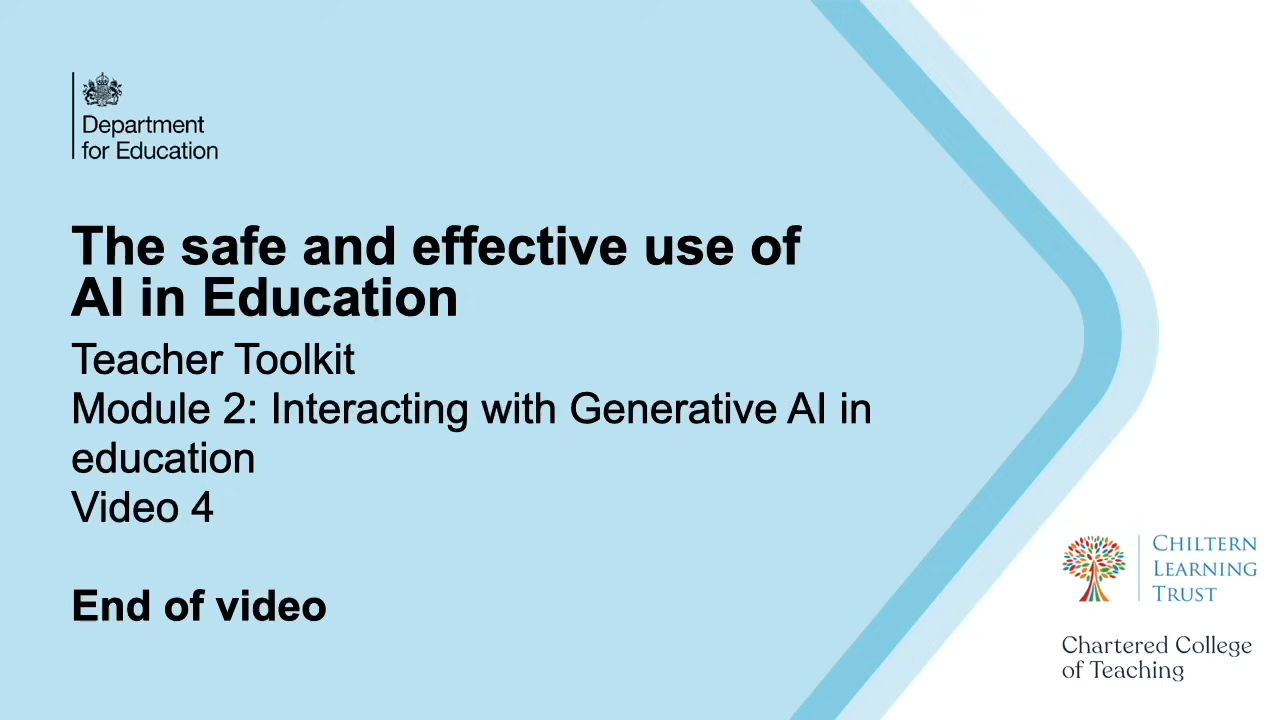 Department
for Education
The safe and effective use of
AI in Education
Teacher Toolkit
Module 2: Interacting with Generative AI in
education
Video 4
End of video
CHILTERN
LEARNING
TRUST
Chartered College
of Teaching